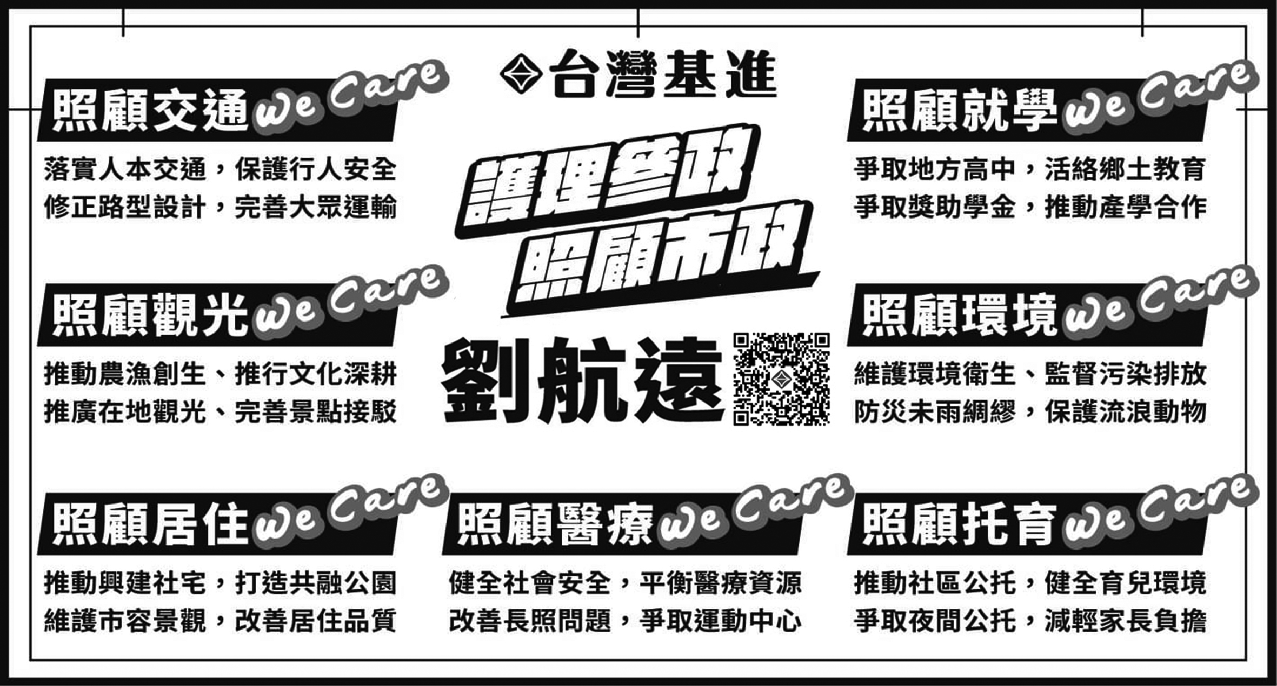 台灣基進
護理參政
照顧市政
劉航遠
照顧交通 We Care
落實人本交通，保護行人安全
修正路型設計，完善大眾運輸
照顧觀光 We Care
推動農漁創生、推行文化深耕
推廣在地觀光、完善景點接駁
照顧居住 We Care
推動興建社宅，打造共融公園
維護市容景觀，改善居住品質
照顧醫療 We Care
健全社會安全，平衡醫療資源
改善長照問題，爭取運動中心
照顧就學 We Care
爭取地方高中，活絡鄉土教育
爭取獎助學金，推動產學合作
照顧環境 We Care
維護環境衛生、監督污染排放
防災未雨綢繆，保護流浪動物
照顧托育 We Care
推動社區公托，健全育兒環境
爭取夜間公托，減輕家長負擔